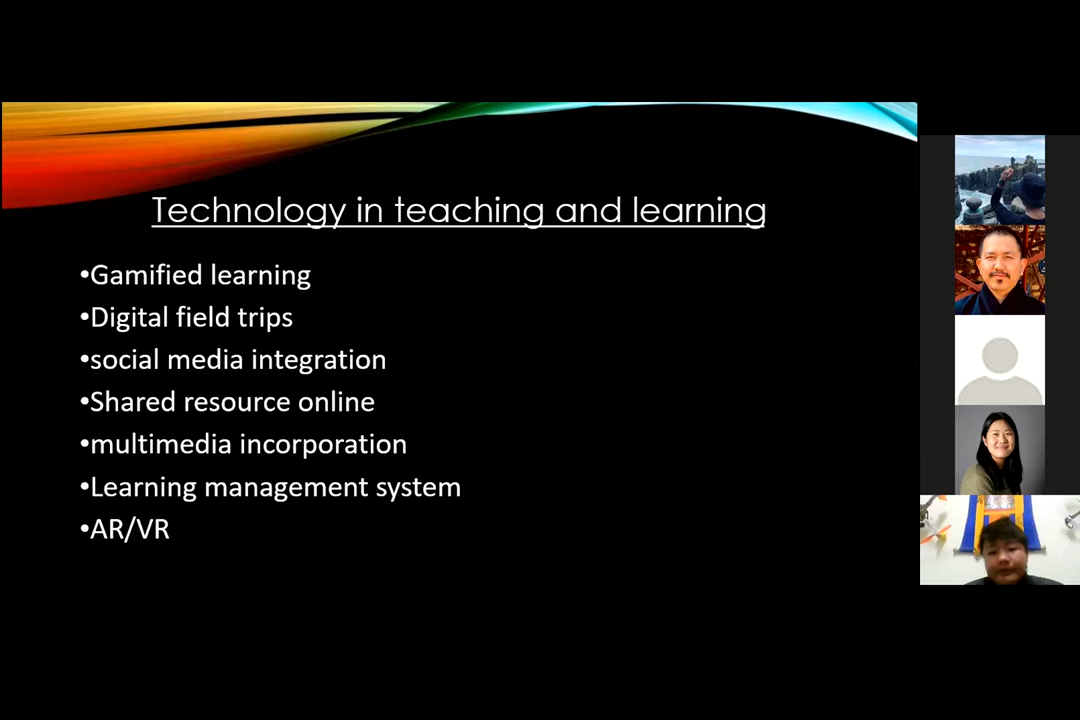 Technology in teaching and learning
•Gamified learning
•Digital field trips
•social media integration
•Shared resource online
•multimedia incorporation
•Learning management system
•AR/VR